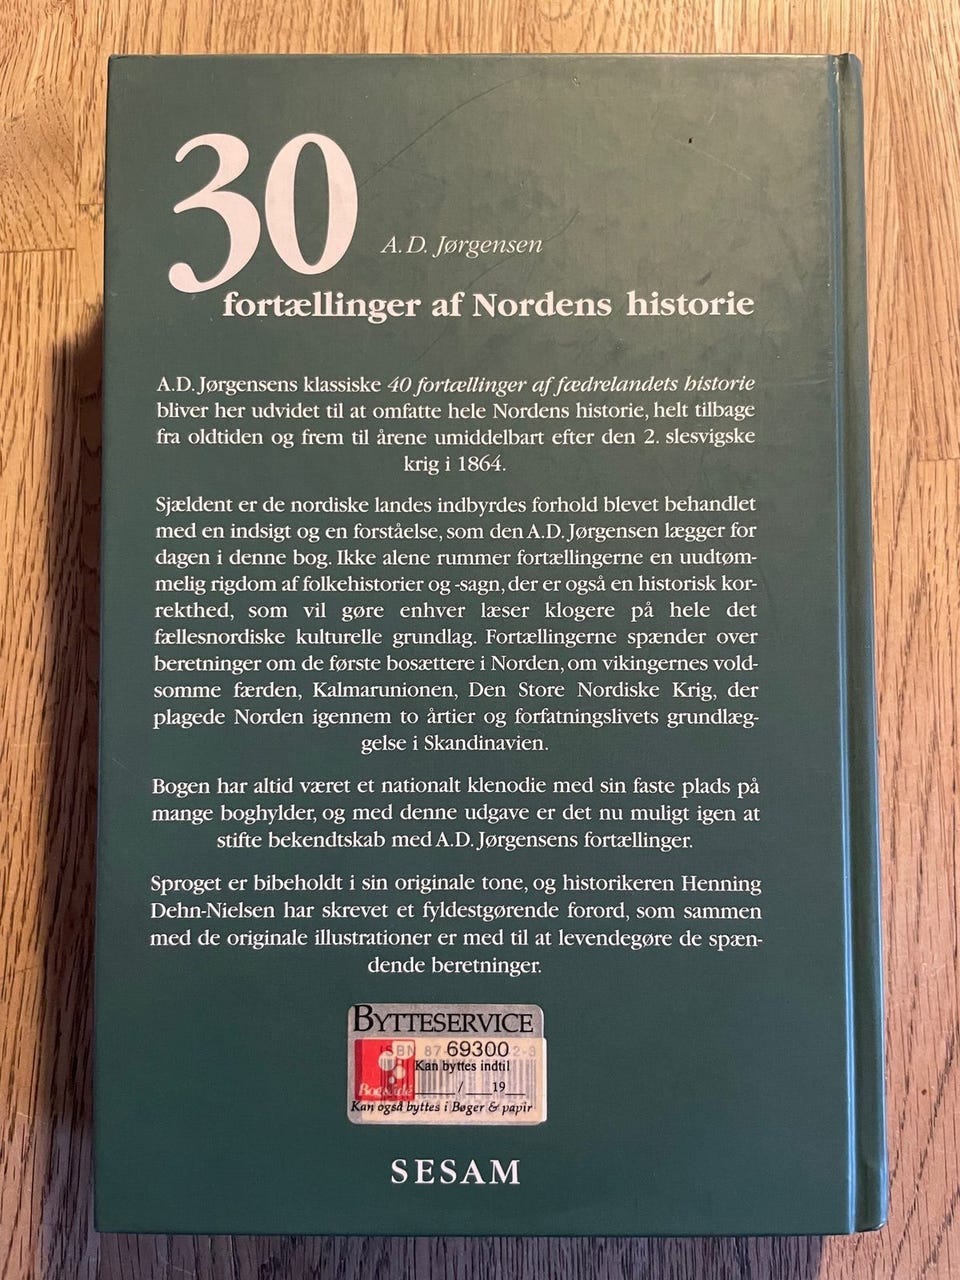 30
A.D. Jørgensen
fortællinger af Nordens historie
A.D. Jørgensens klassiske 40 fortællinger af fædrelandets historie
bliver her udvidet til at omfatte hele Nordens historie, helt tilbage
fra oldtiden og frem til årene umiddelbart efter den 2. slesvigske
krig i 1864.
Sjældent er de nordiske landes indbyrdes forhold blevet behandlet
med en indsigt og en forståelse, som den A.D. Jørgensen lægger for
dagen i denne bog. Ikke alene rummer fortællingerne en uudtøm-
melig rigdom af folkehistorier og -sagn, der er også en historisk kor-
rekthed, som vil gøre enhver læser klogere på hele det
fællesnordiske kulturelle grundlag. Fortællingerne spænder over
beretninger om de første bosættere i Norden, om vikingernes vold-
somme færden, Kalmarunionen, Den Store Nordiske Krig, der
plagede Norden igennem to årtier og forfatningslivets grundlæg-
gelse i Skandinavien.
Bogen har altid været et nationalt klenodie med sin faste plads på
mange boghylder, og med denne udgave er det nu muligt igen at
stifte bekendtskab med A.D. Jørgensens fortællinger.
Sproget er bibeholdt i sin originale tone, og historikeren Henning
Dehn-Nielsen har skrevet et fyldestgørende forord, som sammen
med de originale illustrationer er med til at levendegøre de spæn-
dende beretninger.
BYTTESERVICE
ISBN 87- 69300 2-3
Kan byttes indtil
/ 19
Bog&idé
Kan også byttes i Bøger & papir
SESAM